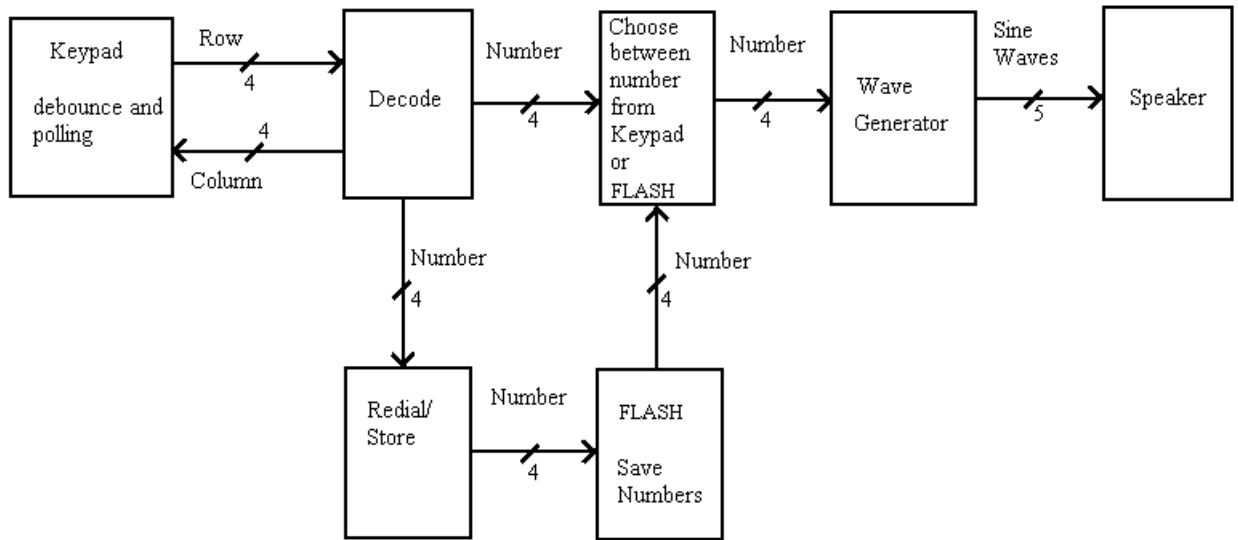 Keypad
debounce and
polling
Row
4
4
Column
Decode
Number
4
Choose
between
number
from
Keypad
or
FLASH
Number
4
Wave
Generator
Sine
Waves
5
Speaker
Number
4
Number
4
Redial/
Store
Number
4
FLASH
Save
Numbers